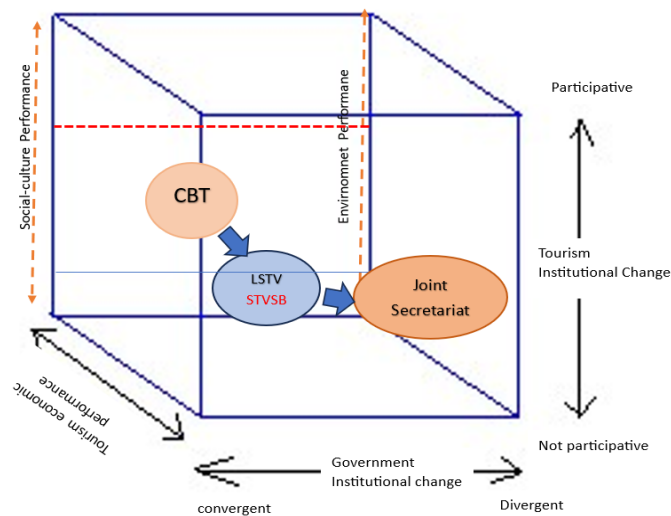 Social-culture Performance
Envirnomnet Performane
Participative
CBT
Tourism
Institutional Change
LSTV
STVSB
Joint
Secretariat
Tourism economic
performance
Not participative
Government
Institutional change
convergent
Divergent